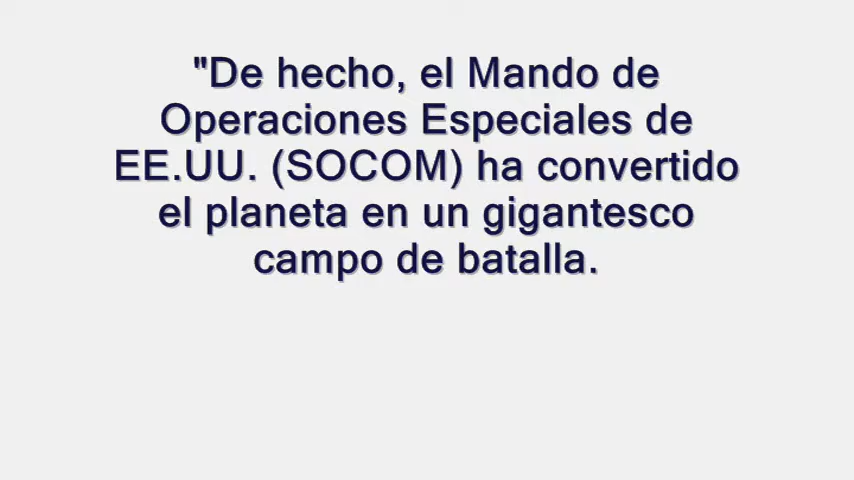 "De hecho, el Mando de
Operaciones Especiales de
EE.UU. (SOCOM) ha convertido
el planeta en un gigantesco
campo de batalla.